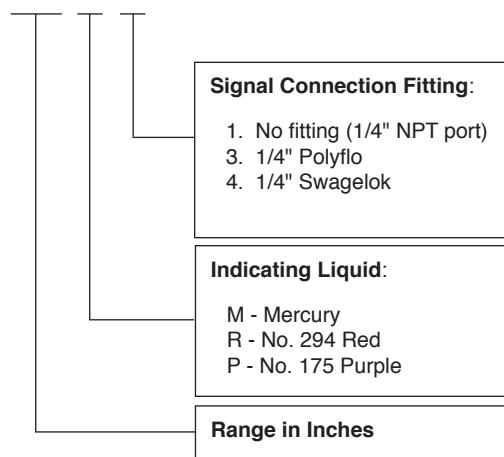 Signal Connection Fitting:
1. No fitting (1/4" NPT port)
3. 1/4" Polyflo
4. 1/4" Swagelok
Indicating Liquid:
M - Mercury
R - No. 294 Red
P - No. 175 Purple
Range in Inches